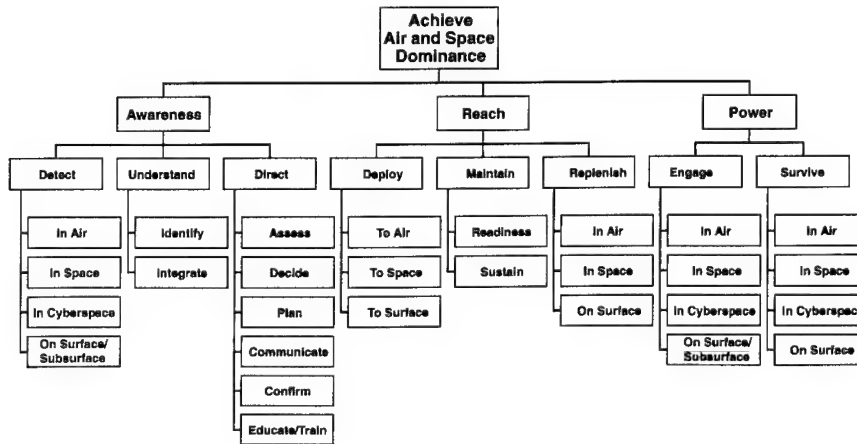 Achieve
Air and Space
Dominance
Awareness
Reach
Power
Detect
Understand
Direct
Deploy
Maintain
Replenish
Engage
Survive
In Air
Identify
Assess
To Air
Readiness
In Air
In Air
In Air
In Space
Integrate
Decide
To Space
Sustain
In Space
In Space
In Space
In Cyberspace
Plan
To Surface
On Surface
In Cyberspace
In Cyberspace
On Surface/
Subsurface
Communicate
On Surface/
Subsurface
On Surface
Confirm
Educate/Train